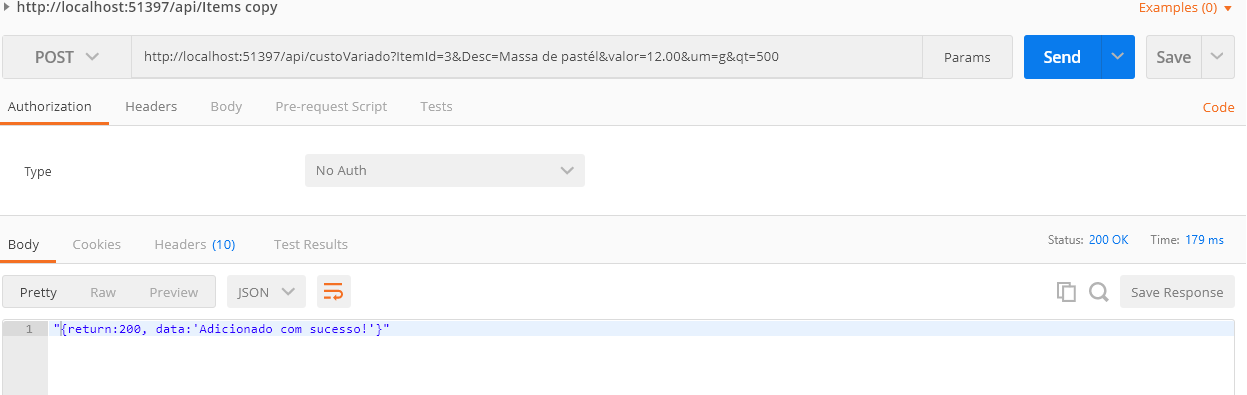 http://localhost:51397/api/Items copy
Examples (0)
POST
http://localhost:51397/api/custoVariado?ItemId=3&Desc=Massa de pastél&valor=12.00&um=g&qt=500
Params
Send
Save
Authorization Headers Body Pre-request Script Tests
Code
Type
No Auth
Body Cookies Headers (10) Test Results
Status: 200 OK Time: 179 ms
Pretty Raw Preview JSON
Save Response
1 "{return:200, data:'Adicionado com sucesso!'}"